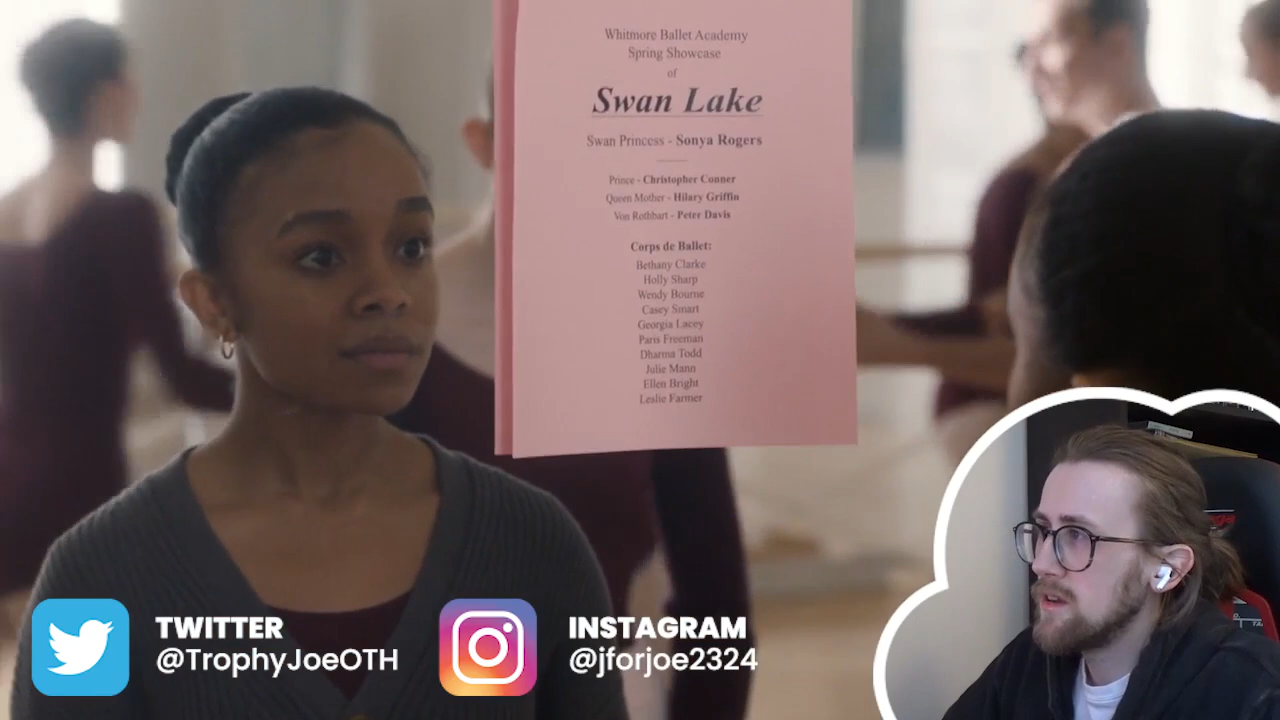 Whitmore Ballet Academy
Spring Showcase
of
Swan Lake
Swan Princess - Sonya Rogers
Prince - Christopher Conner
Queen Mother - Hilary Griffin
Von Rothbart - Peter Davis
Corps de Ballet:
Bethany Clarke
Holly Sharp
Wendy Bourne
Casey Smart
Georgia Lacey
Paris Freeman
Dharma Todd
Julie Mann
Ellen Bright
Leslie Farmer
TWITTER
@TrophyJoeOTH
INSTAGRAM
@jforjoe2324